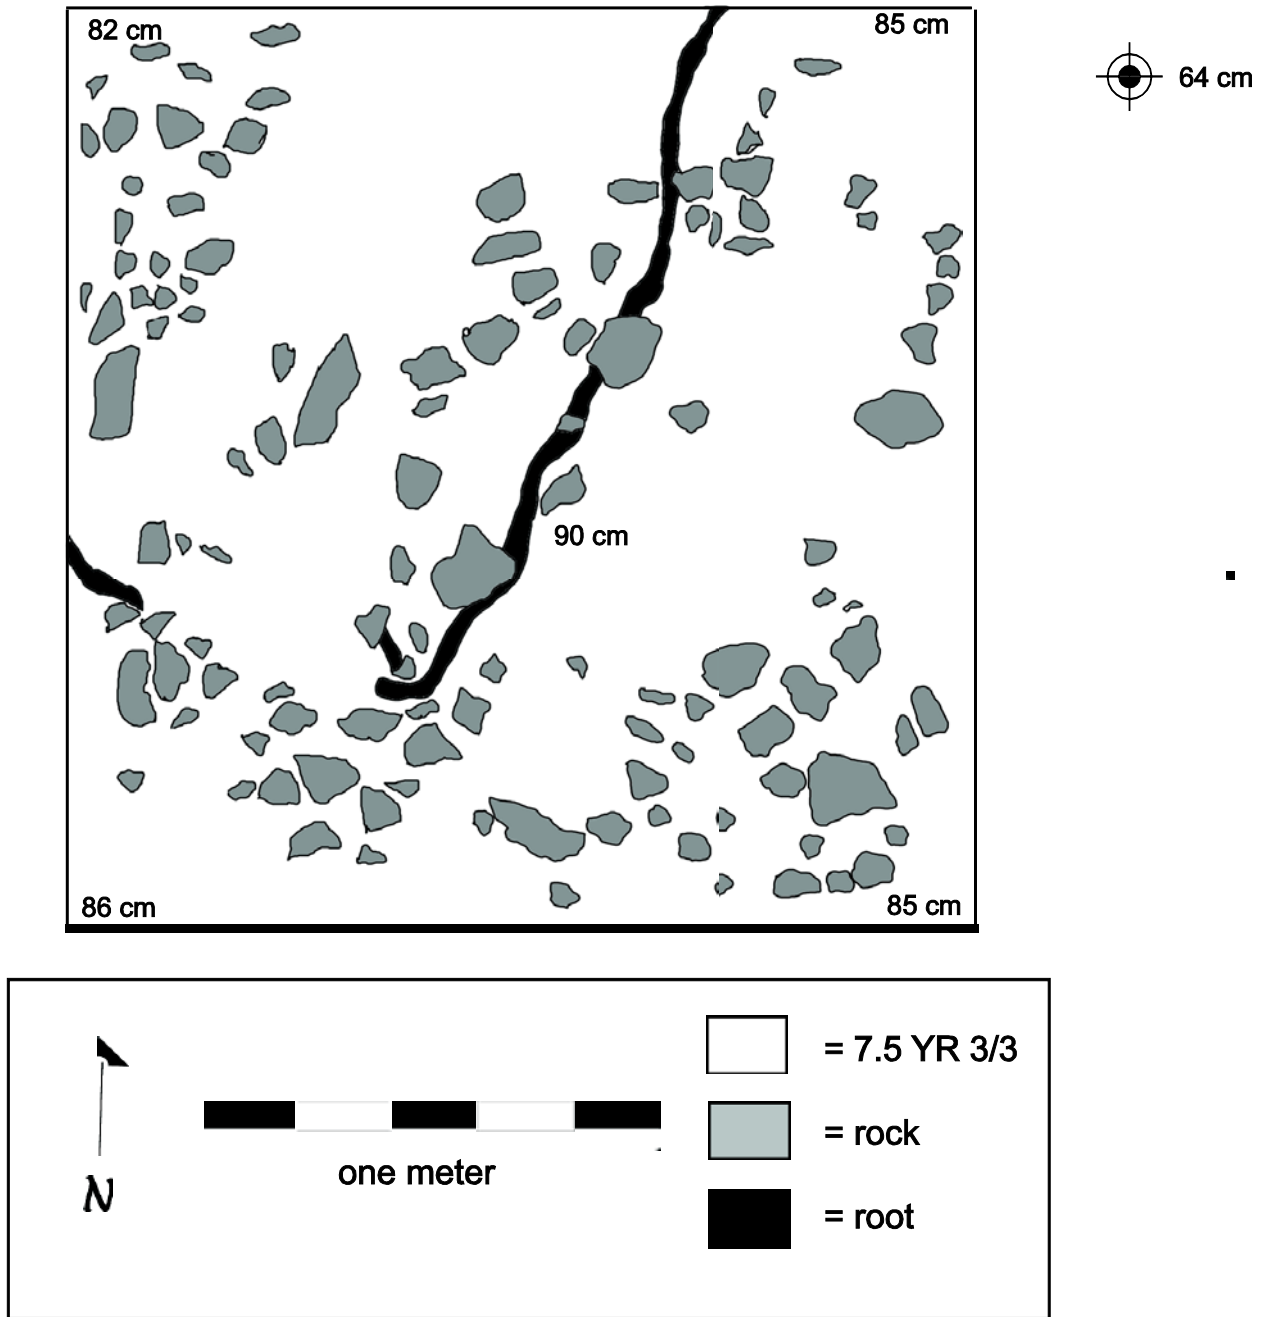 82 cm
85 cm
64 cm
90 cm
86 cm
85 cm
= 7.5 YR 3/3
= rock
one meter
N
= root